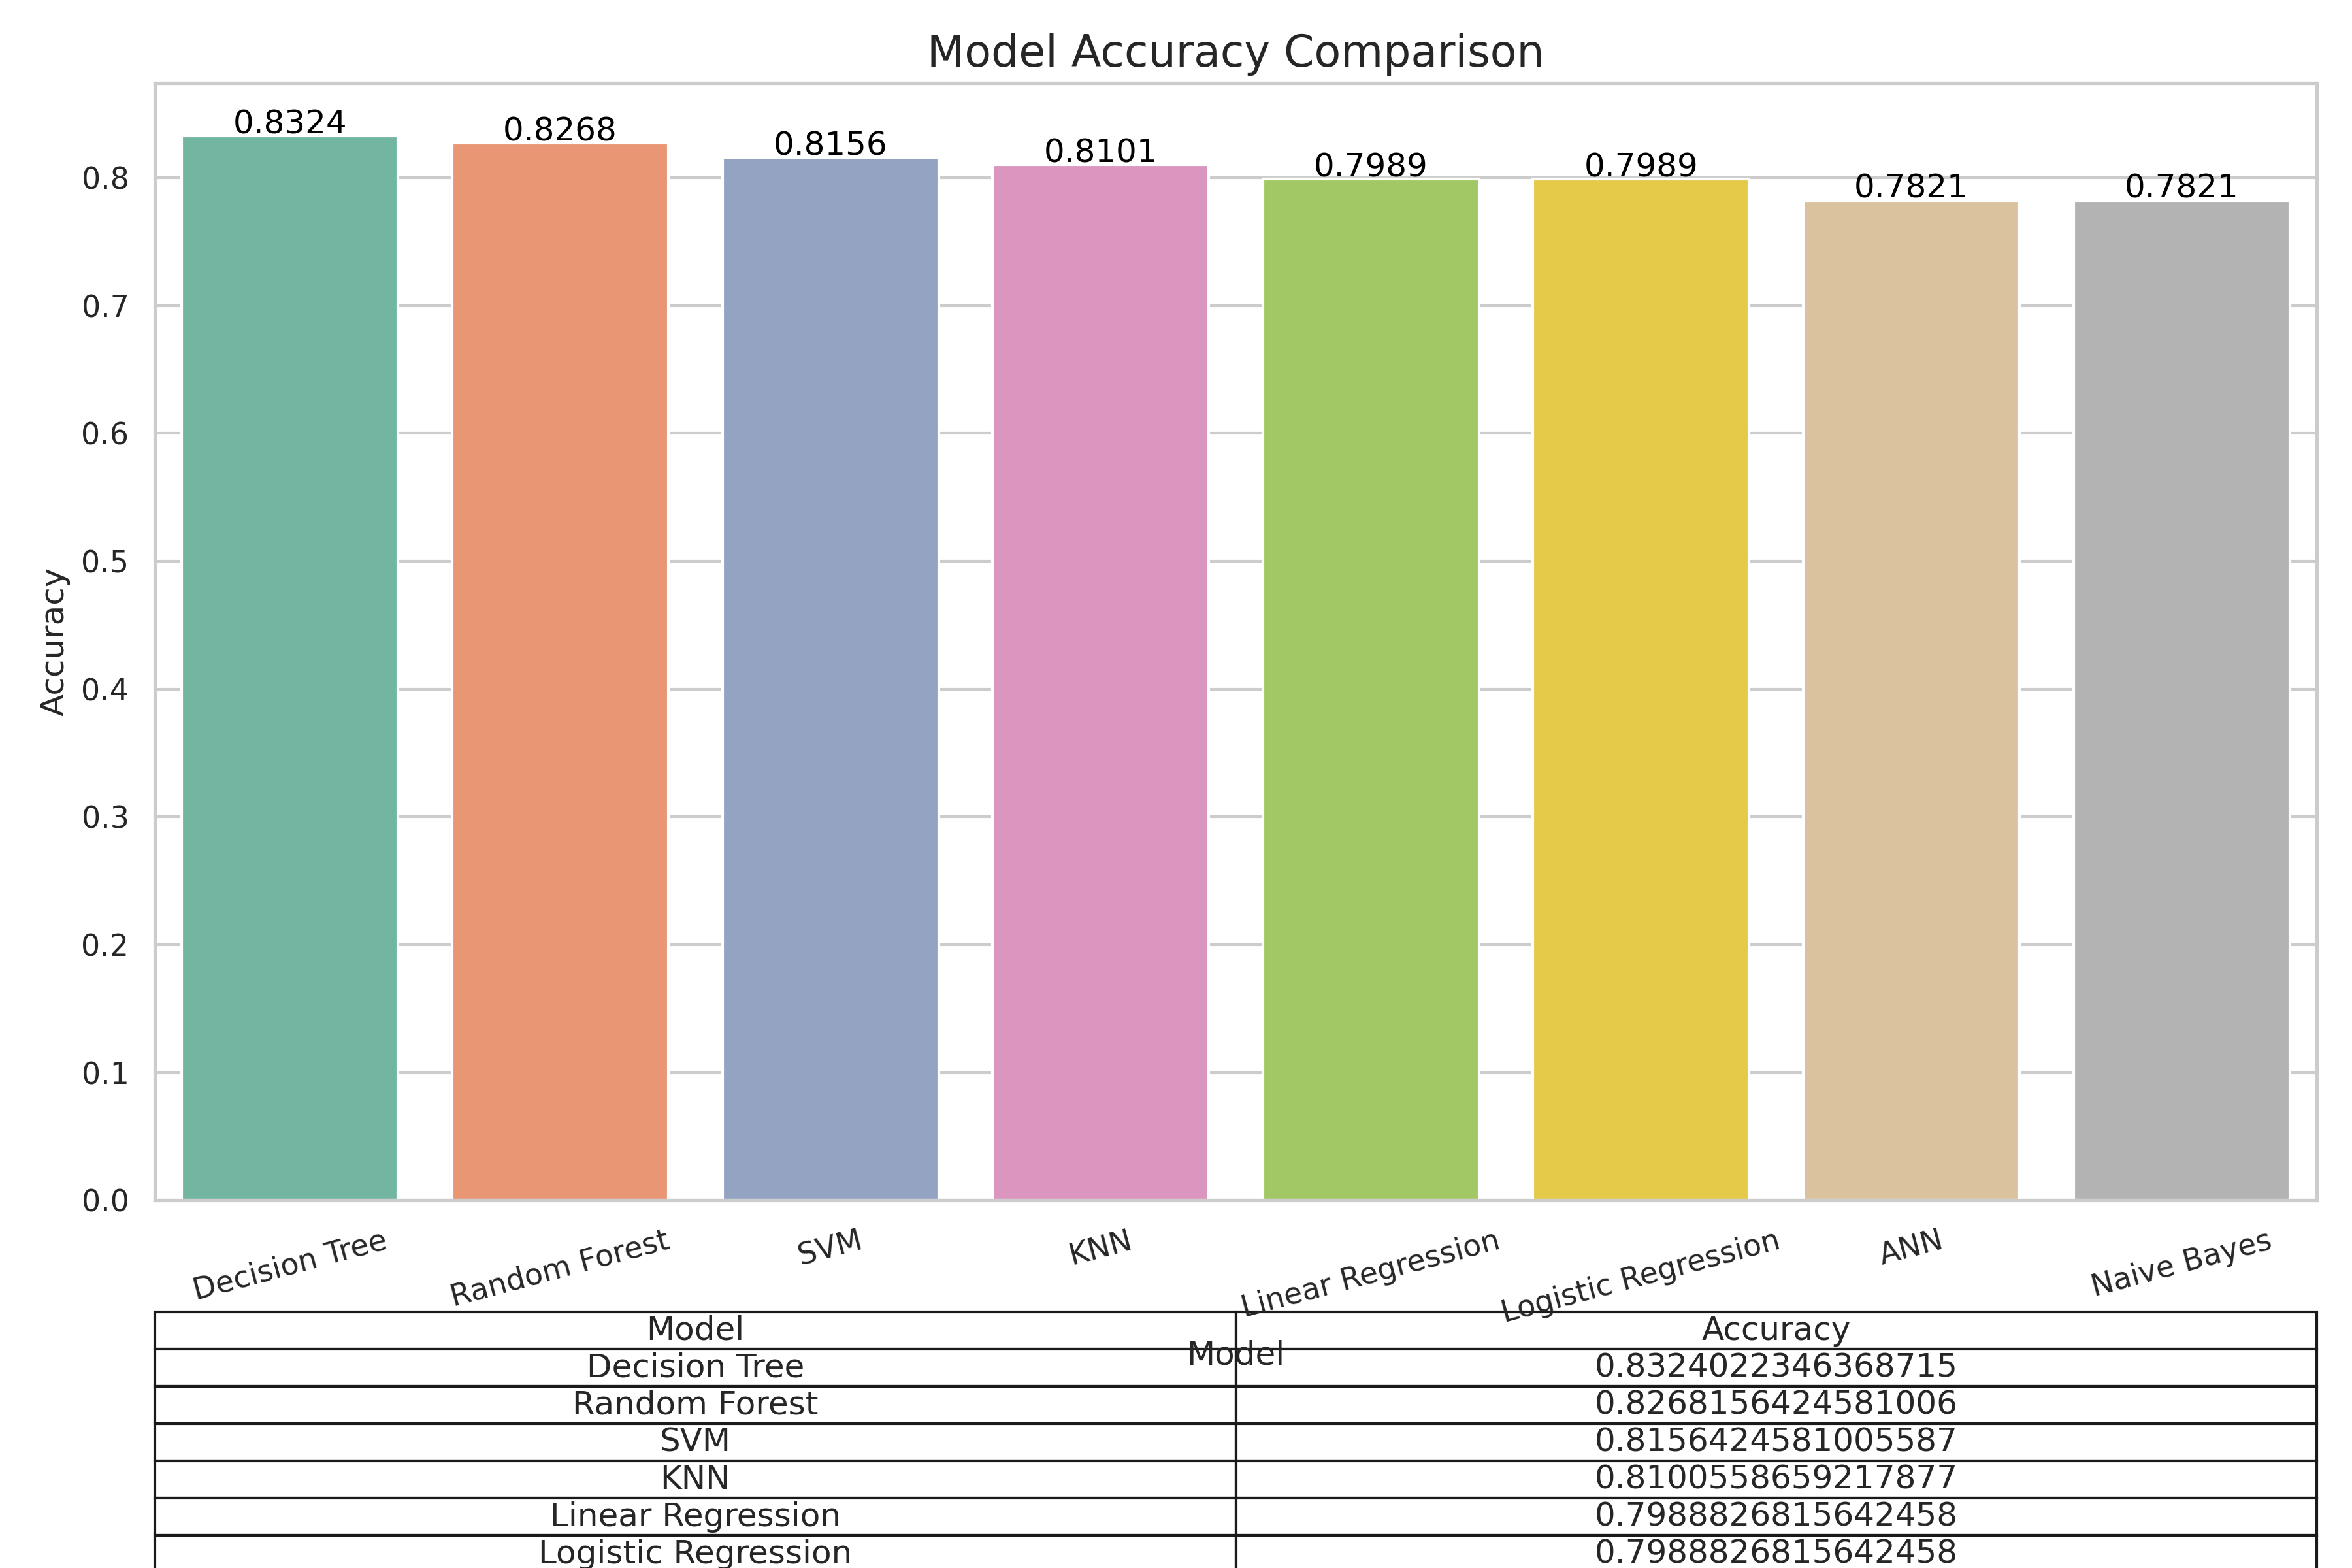 Model Accuracy Comparison
0.8324 0.8268 0.8156 0.8101 0.7989 0.7989 0.7821 0.7821
0.8
0.7
0.6
0.5
0.4
0.3
0.2
0.1
0.0
Accuracy
Decision Tree Random Forest SVM KNN Linear Regression Logistic Regression ANN Naive Bayes
Model
Model Accuracy
Decision Tree 0.8324022346368715
Random Forest 0.8268156424581006
SVM 0.8156424581005587
KNN 0.8100558659217877
Linear Regression 0.7988826815642458
Logistic Regression 0.7988826815642458